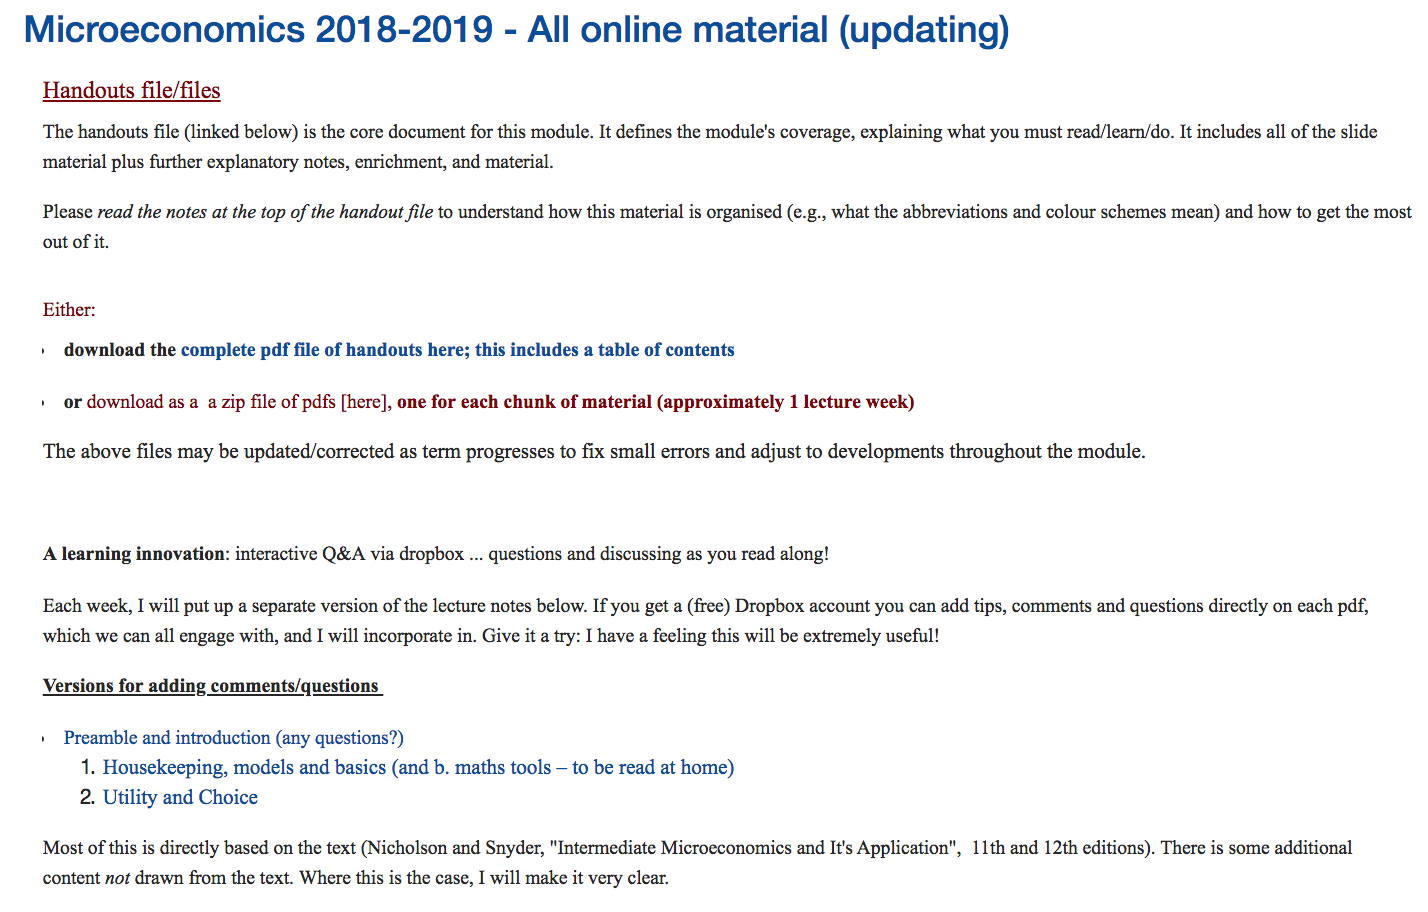 Microeconomics 2018-2019 - All online material (updating)
Handouts file/files
The handouts file (linked below) is the core document for this module. It defines the module's coverage, explaining what you must read/learn/do. It includes all of the slide
material plus further explanatory notes, enrichment, and material.
Please read the notes at the top of the handout file to understand how this material is organised (e.g., what the abbreviations and colour schemes mean) and how to get the most
out of it.
Either:
download the complete pdf file of handouts here; this includes a table of contents
or download as a  a zip file of pdfs [here], one for each chunk of material (approximately 1 lecture week)
The above files may be updated/corrected as term progresses to fix small errors and adjust to developments throughout the module.
A learning innovation: interactive Q&A via dropbox ... questions and discussing as you read along!
Each week, I will put up a separate version of the lecture notes below. If you get a (free) Dropbox account you can add tips, comments and questions directly on each pdf,
which we can all engage with, and I will incorporate in. Give it a try: I have a feeling this will be extremely useful!
Versions for adding comments/questions
Preamble and introduction (any questions?)
1. Housekeeping, models and basics (and b. maths tools – to be read at home)
2. Utility and Choice
Most of this is directly based on the text (Nicholson and Snyder, "Intermediate Microeconomics and It's Application",  11th and 12th editions). There is some additional
content not drawn from the text. Where this is the case, I will make it very clear.